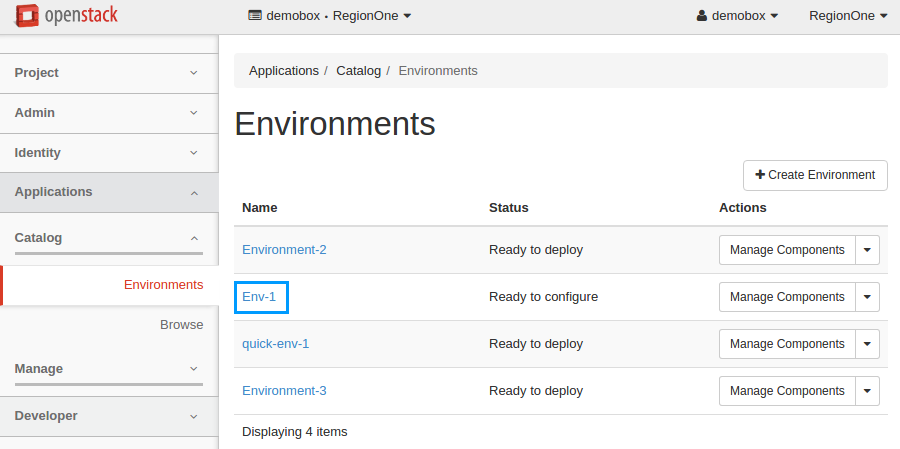 openstack
demobox • RegionOne
demobox
RegionOne
Project
Admin
Identity
Applications
Catalog
Environments
Browse
Manage
Developer
Applications / Catalog / Environments
Environments
Create Environment
Name Status Actions
Environment-2 Ready to deploy Manage Components
Env-1 Ready to configure Manage Components
quick-env-1 Ready to deploy Manage Components
Environment-3 Ready to deploy Manage Components
Displaying 4 items